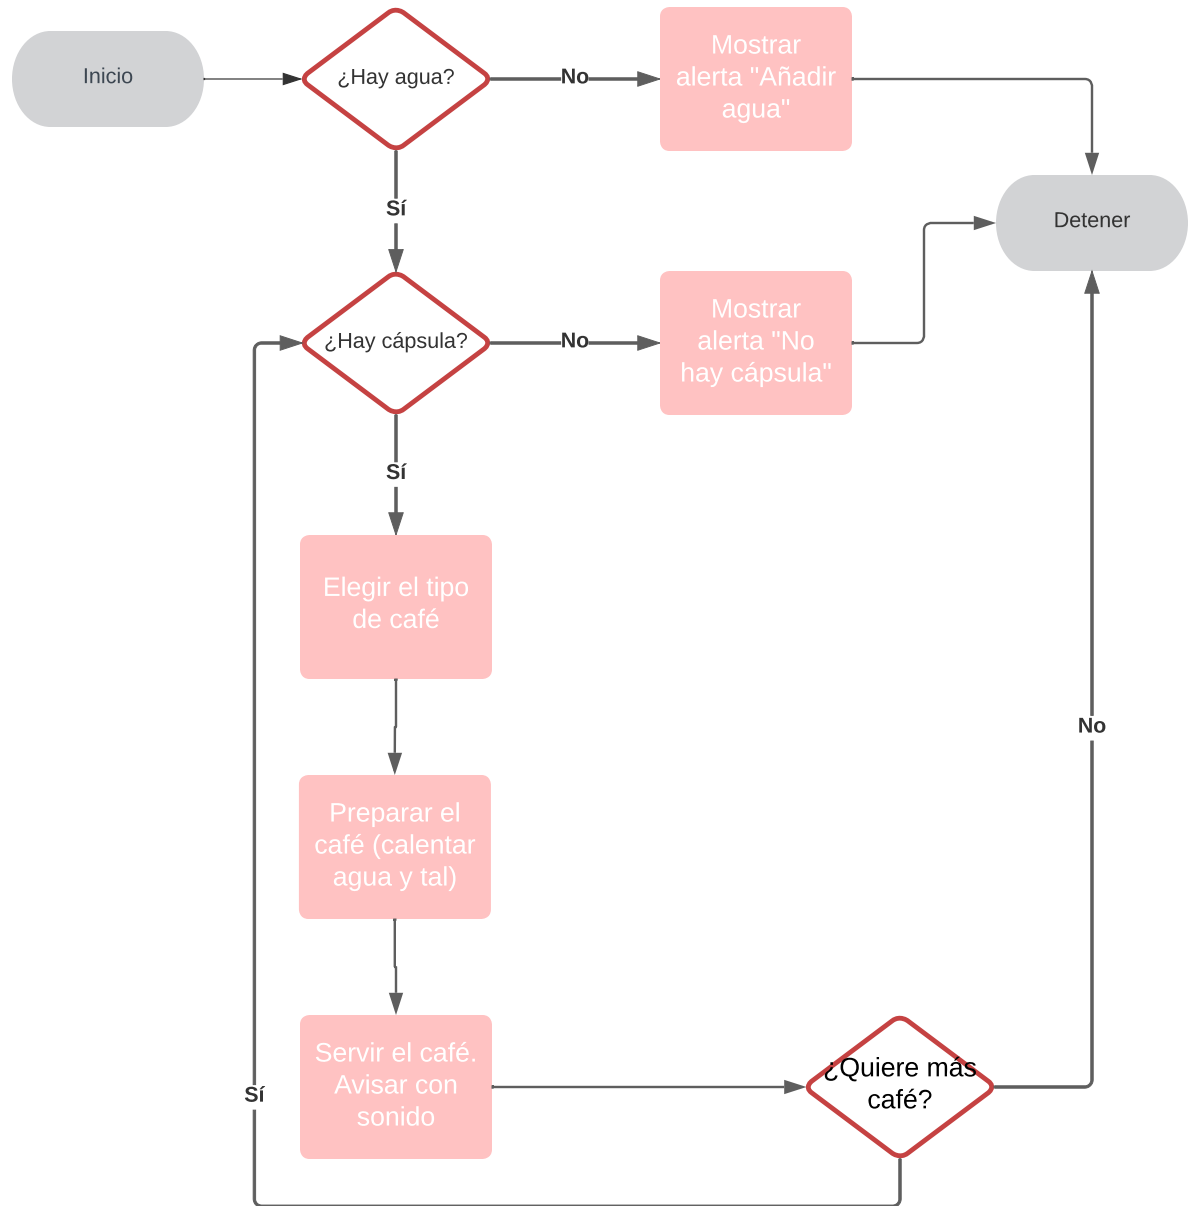 Inicio
¿Hay agua?
No
Mostrar
alerta "Añadir
agua"
Sí
Detener
¿Hay cápsula?
No
Mostrar
alerta "No
hay cápsula"
Sí
Elegir el tipo
de café
No
Preparar el
café (calentar
agua y tal)
Servir el café.
Avisar con
sonido
¿Quiere más
café?
Sí